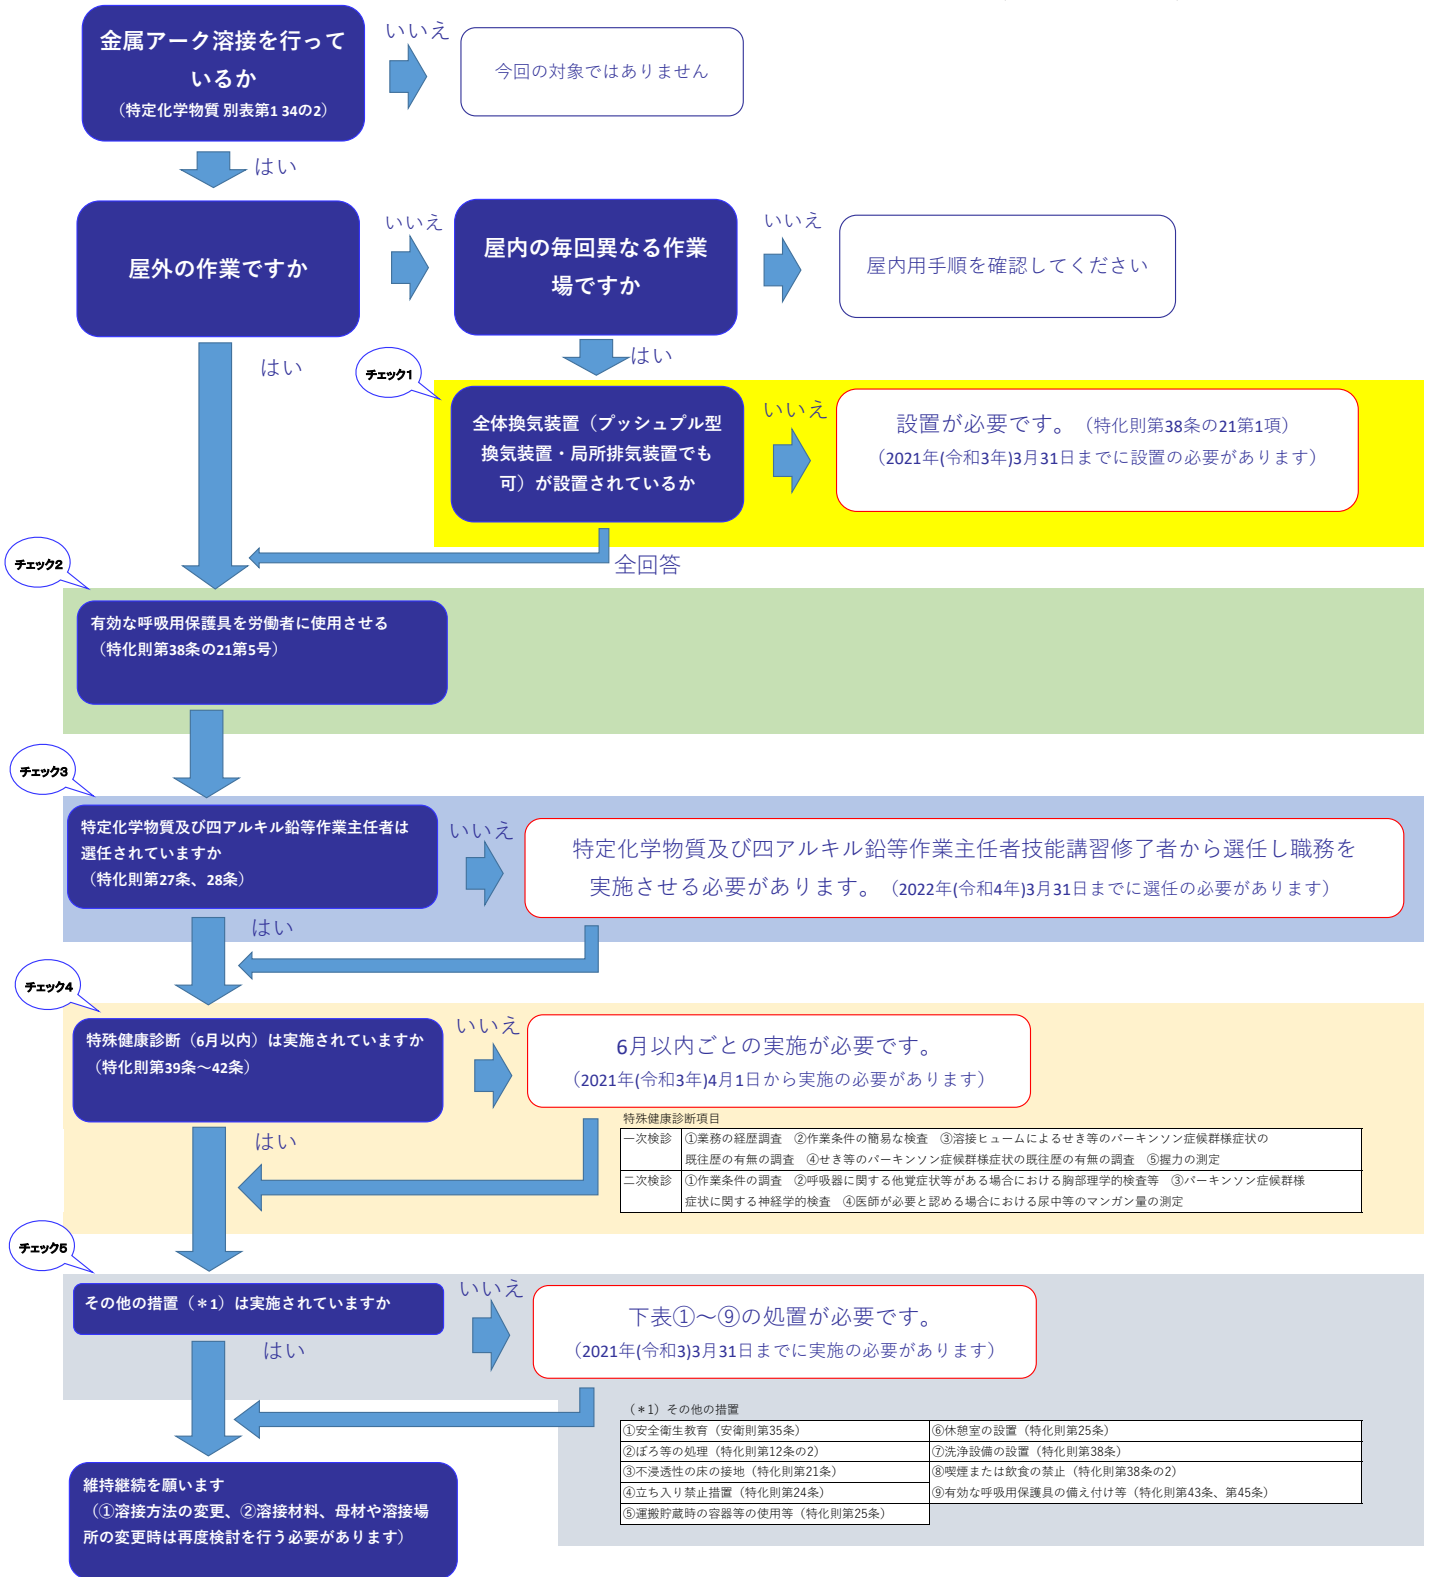 金属アーク溶接を行って
いるか
（特定化学物質 別表第1 34の2）
いいえ
今回の対象ではありません
はい
屋外の作業ですか
いいえ
屋内の毎回異なる作業
場ですか
いいえ
屋内用手順を確認してください
はい
はい
チェック1
全体換気装置（プッシュプル型
換気装置・局所排気装置でも
可）が設置されているか
いいえ
設置が必要です。（特化則第38条の21第1項）
（2021年(令和3年)3月31日までに設置の必要があります）
全回答
チェック2
有効な呼吸用保護具を労働者に使用させる
（特化則第38条の21第5号）
チェック3
特定化学物質及び四アルキル鉛等作業主任者は
選任されていますか
（特化則第27条、28条）
いいえ
特定化学物質及び四アルキル鉛等作業主任者技能講習修了者から選任し職務を
実施させる必要があります。（2022年(令和4年)3月31日までに選任の必要があります）
はい
チェック4
特殊健康診断（6月以内）は実施されていますか
（特化則第39条～42条）
いいえ
6月以内ごとの実施が必要です。
（2021年(令和3年)4月1日から実施の必要があります）
はい
特殊健康診断項目
一次検診 ①業務の経歴調査 ②作業条件の簡易な検査 ③溶接ヒュームによるせき等のパーキンソン症候群様症状の
既往歴の有無の調査 ④せき等のパーキンソン症候群様症状の既往歴の有無の調査 ⑤握力の測定
二次検診 ①作業条件の調査 ②呼吸器に関する他覚症状等がある場合における胸部理学的検査等 ③パーキンソン症候群様
症状に関する神経学的検査 ④医師が必要と認める場合における尿中等のマンガン量の測定
チェック5
その他の措置（＊1）は実施されていますか
いいえ
下表①～⑨の処置が必要です。
（2021年(令和3)3月31日までに実施の必要があります）
はい
（＊1）その他の措置
①安全衛生教育（安衛則第35条） ⑥休憩室の設置（特化則第25条）
②ぼろ等の処理（特化則第12条の2） ⑦洗浄設備の設置（特化則第38条）
③不浸透性の床の接地（特化則第21条） ⑧喫煙または飲食の禁止（特化則第38条の2）
④立ち入り禁止措置（特化則第24条） ⑨有効な呼吸用保護具の備え付け等（特化則第43条、第45条）
⑤運搬貯蔵時の容器等の使用等（特化則第25条）
維持継続を願います
（①溶接方法の変更、②溶接材料、母材や溶接場
所の変更時は再度検討を行う必要があります）